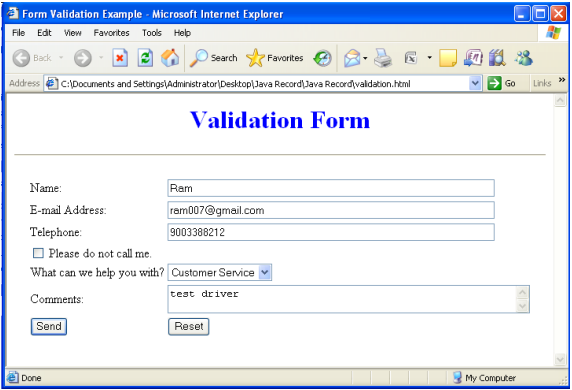 Form Validation Example - Microsoft Internet Explorer
File Edit View Favorites Tools Help
Back Search Favorites
Address C:\Documents and Settings\Administrator\Desktop\Java Record\Java Record\validation.html Go Links »
Validation Form
Name: Ram
E-mail Address: ram007@gmail.com
Telephone: 9003388212
Please do not call me.
What can we help you with? Customer Service
Comments: test driver
Send Reset
Done My Computer